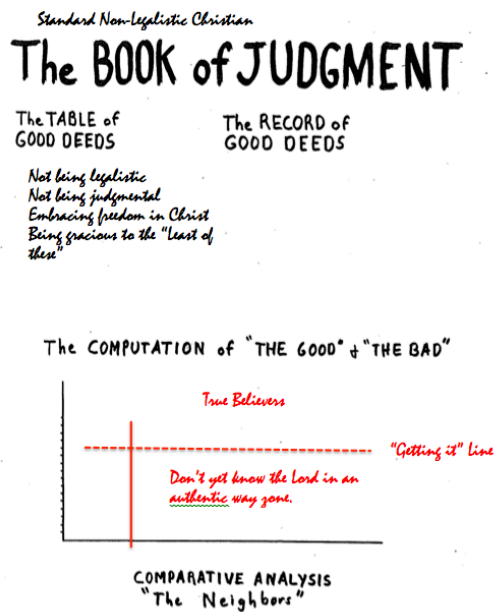 Standard Non-Legalistic Christian
The BOOK of JUDGMENT
The TABLE of
GOOD DEEDS
The RECORD of
GOOD DEEDS
Not being legalistic
Not being judgmental
Embracing freedom in Christ
Being gracious to the "Least of
these"
The COMPUTATION of "THE GOOD" & "THE BAD"
True Believers
"Getting it" Line
Don't yet know the Lord in an
authentic way zone.
COMPARATIVE ANALYSIS
"The Neighbors"